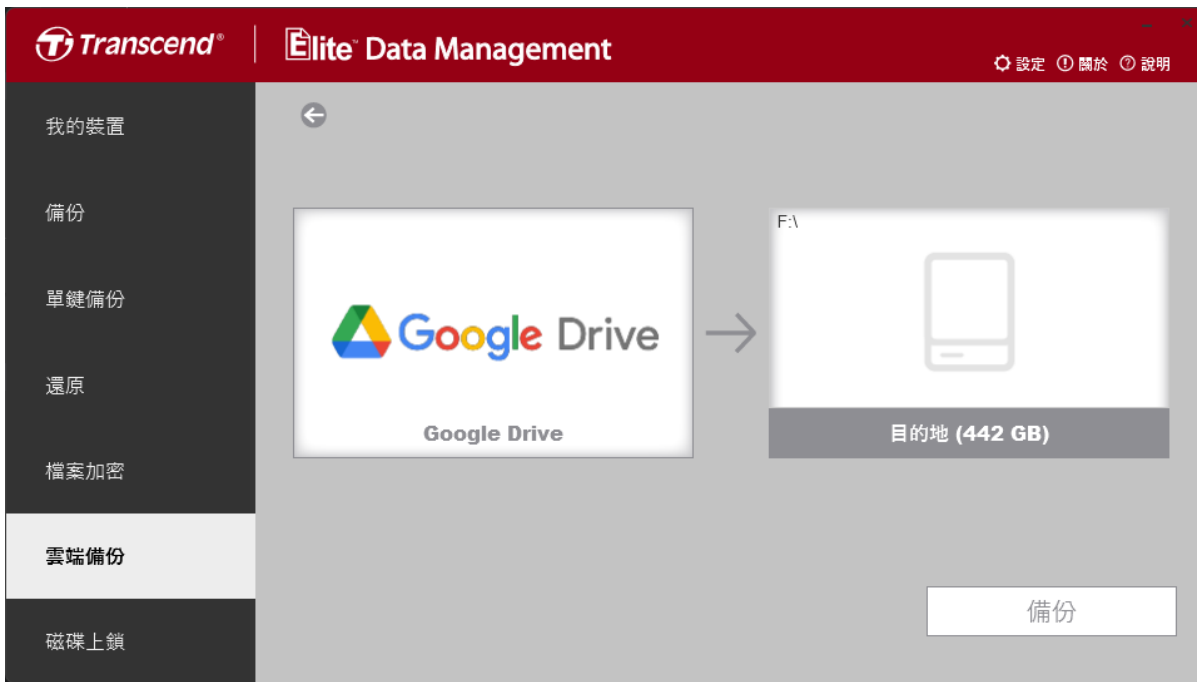 Transcend®
Elite™ Data Management
設定 關於 說明
我的裝置
備份
單鍵備份
還原
檔案加密
雲端備份
磁碟上鎖
Google Drive
Google Drive
F:\
目的地 (442 GB)
備份